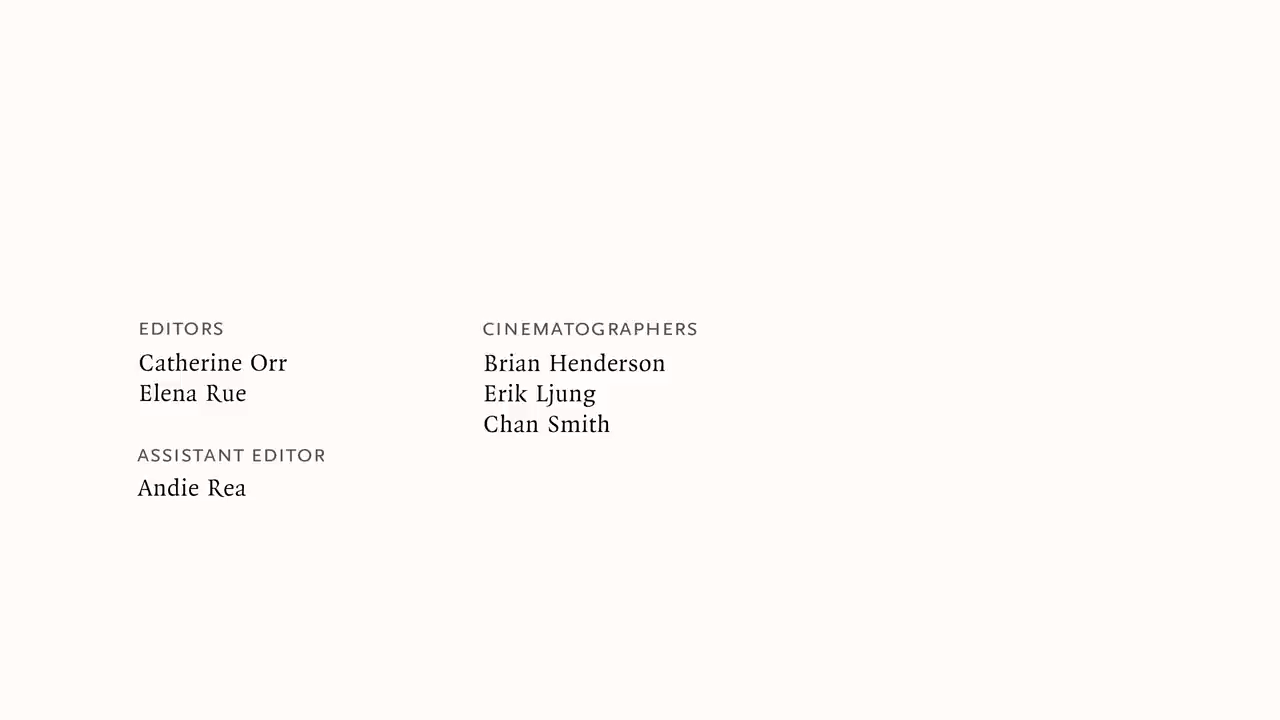 EDITORS
Catherine Orr
Elena Rue
ASSISTANT EDITOR
Andie Rea
CINEMATOGRAPHERS
Brian Henderson
Erik Ljung
Chan Smith